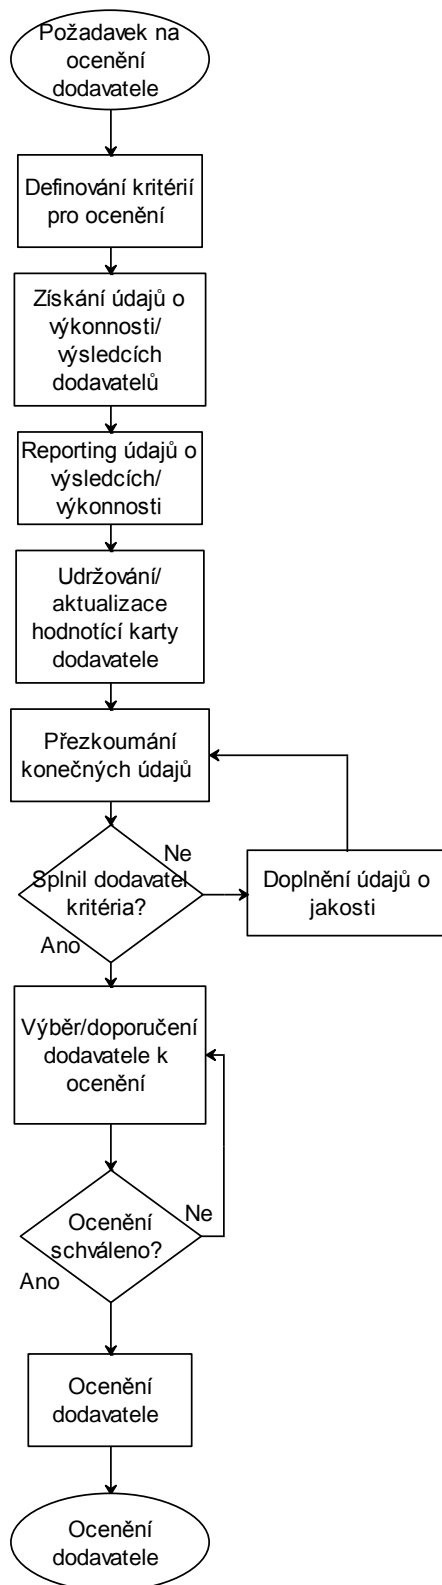 Požadavek na
ocenění
dodavatele
Definování kritérií
pro ocenění
Získání údajů o
výkonnosti/
výsledcích
dodavatelů
Reporting údajů o
výsledcích/
výkonnosti
Udržování/
aktualizace
hodnotící karty
dodavatele
Přezkoumání
konečných údajů
Ne
Splnil dodavatel
kritéria?
Ano
Doplnění údajů o
jakosti
Výběr/doporučení
dodavatele k
ocenění
Ne
Ocenění
schváleno?
Ano
Ocenění
dodavatele
Ocenění
dodavatele